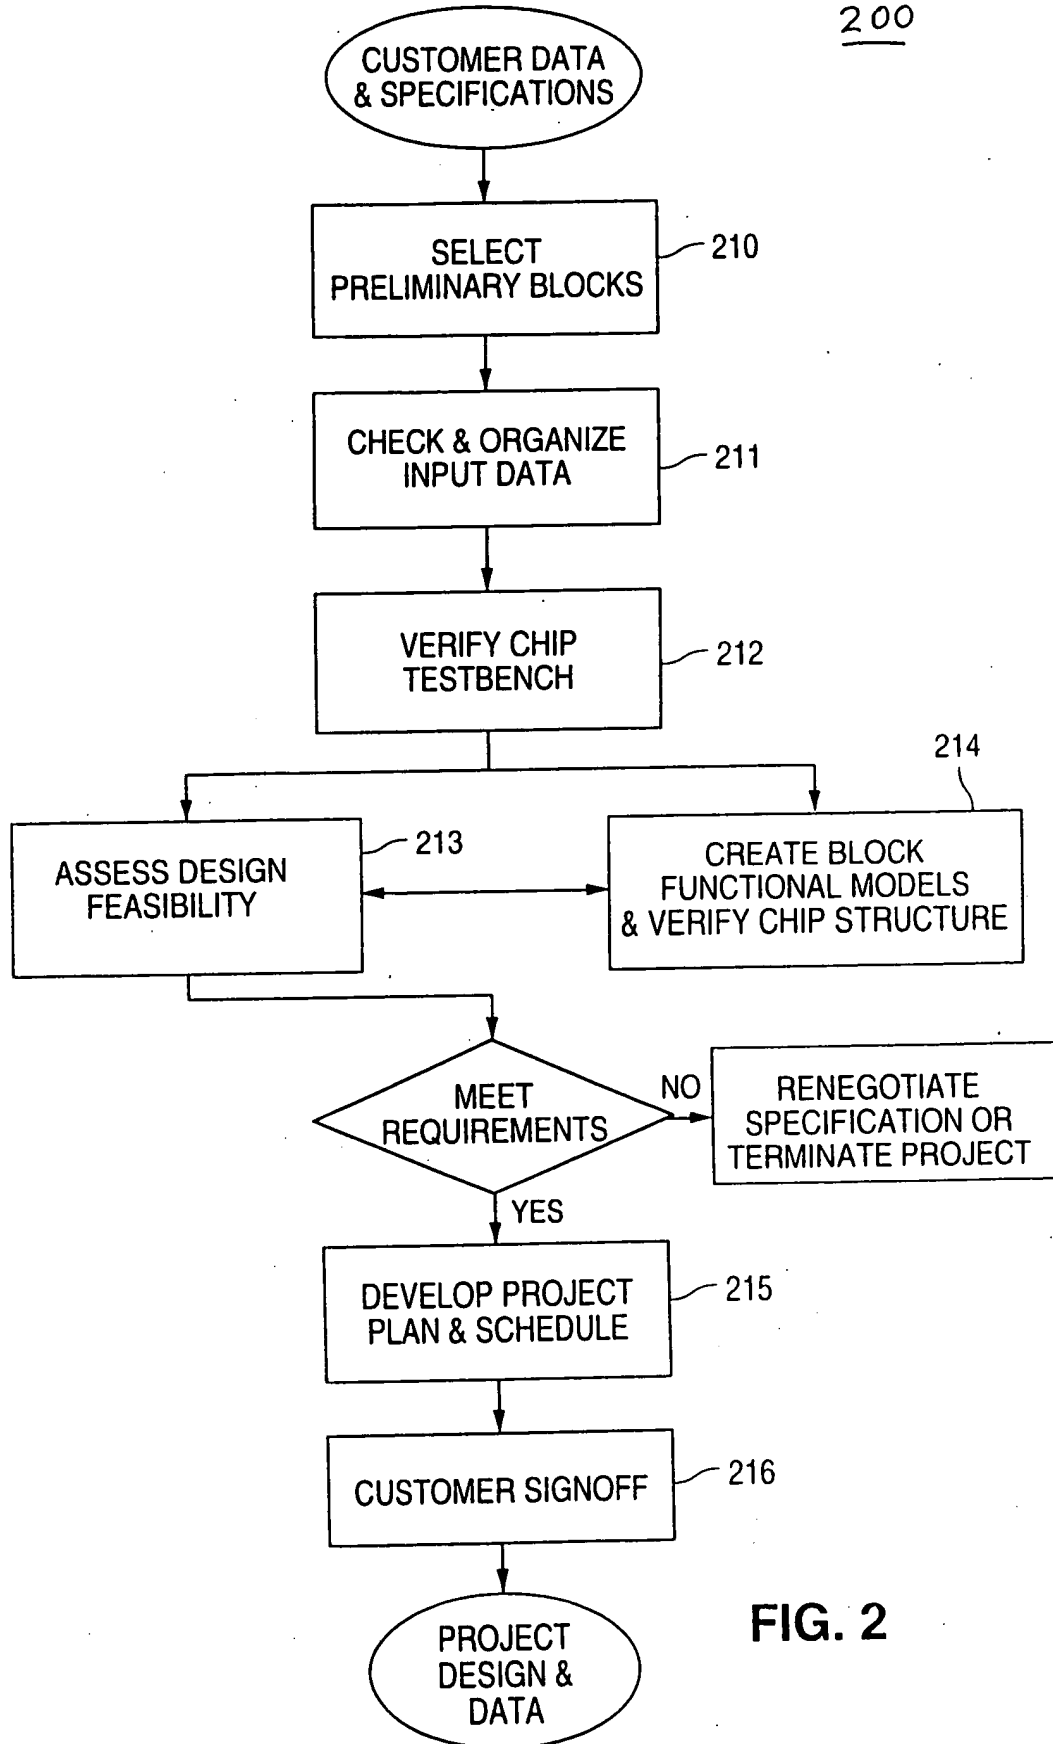 200
CUSTOMER DATA
& SPECIFICATIONS
SELECT
PRELIMINARY BLOCKS
210
CHECK & ORGANIZE
INPUT DATA
211
VERIFY CHIP
TESTBENCH
212
214
ASSESS DESIGN
FEASIBILITY
213
CREATE BLOCK
FUNCTIONAL MODELS
& VERIFY CHIP STRUCTURE
MEET
REQUIREMENTS
NO
RENEGOTIATE
SPECIFICATION OR
TERMINATE PROJECT
YES
DEVELOP PROJECT
PLAN & SCHEDULE
215
CUSTOMER SIGNOFF
216
PROJECT
DESIGN &
DATA
FIG. 2